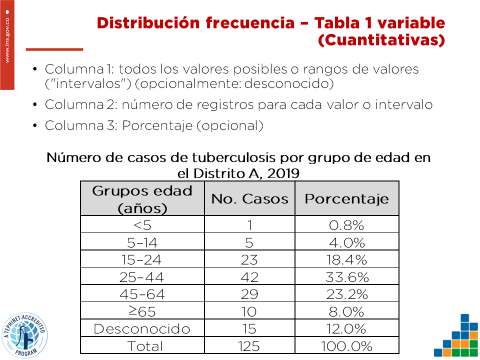 www.ins.gov.co
Distribución frecuencia – Tabla 1 variable
(Cuantitativas)
• Columna 1: todos los valores posibles o rangos de valores
("intervalos") (opcionalmente: desconocido)
• Columna 2: número de registros para cada valor o intervalo
• Columna 3: Porcentaje (opcional)
Número de casos de tuberculosis por grupo de edad en
el Distrito A, 2019
Grupos edad
(años) No. Casos Porcentaje
<5 1 0.8%
5–14 5 4.0%
15–24 23 18.4%
25–44 42 33.6%
45–64 29 23.2%
≥65 10 8.0%
Desconocido 15 12.0%
Total 125 100.0%
A TEPHINET ACCREDITED
PROGRAM